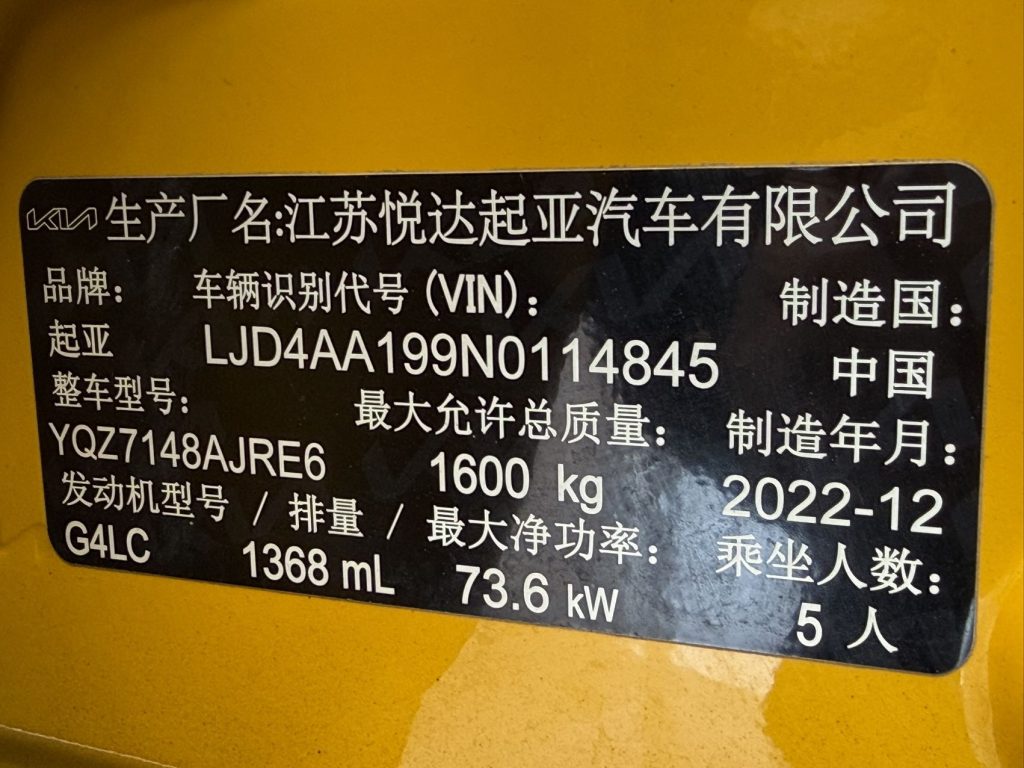 KIA 生产厂名:江苏悦达起亚汽车有限公司
品牌: 车辆识别代号 (VIN): 制造国:
起亚 LJD4AA199N0114845 中国
整车型号: 最大允许总质量: 制造年月:
YQZ7148AJRE6 1600 kg 2022-12
发动机型号 / 排量 / 最大净功率: 乘坐人数:
G4LC 1368 mL 73.6 kW 5 人